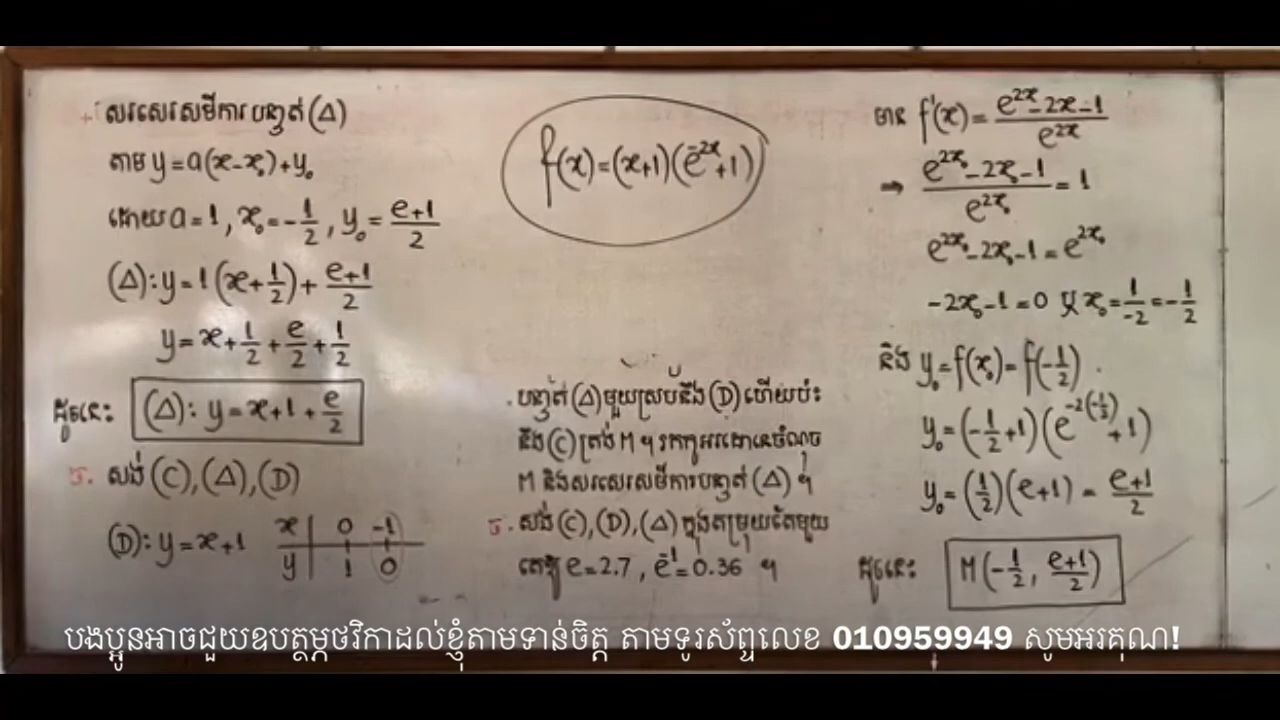 + សរសេរសមីការបន្ទាត់ (Δ)
តាម y = a(x - x₀) + y₀
ដោយ a = 1 , x₀ = -1/2 , y₀ = (e+1)/2
(Δ): y = 1(x + 1/2) + (e+1)/2
y = x + 1/2 + e/2 + 1/2
ដូចនេះ (Δ): y = x + 1 + e/2
ច. សង់ (C), (Δ), (D)
(D): y = x+1
x | 0 -1
y | 1 0
f(x) = (x+1)(e⁻²ˣ + 1)
. បន្ទាត់ (Δ) មួយស្របនឹង (D) ហើយប៉ះ
នឹង (C) ត្រង់ M ។ រកកូអរដោនេចំណុច
M និងសរសេរសមីការបន្ទាត់ (Δ) ។
ច. សង់ (C), (D), (Δ) ក្នុងតម្រុយតែមួយ
គេឲ្យ e = 2.7 , e⁻¹ = 0.36 ។
មាន f'(x) = (e²ˣ - 2x - 1)/e²ˣ
⇒ (e^(2x₀) - 2x₀ - 1)/e^(2x₀) = 1
e^(2x₀) - 2x₀ - 1 = e^(2x₀)
-2x₀ - 1 = 0 ឬ x₀ = 1/-2 = -1/2
និង y₀ = f(x₀) = f(-1/2)
y₀ = (-1/2 + 1)(e^(-2(-1/2)) + 1)
y₀ = (1/2)(e+1) = (e+1)/2
ដូចនេះ M(-1/2, (e+1)/2)
បងប្អូនអាចជួយឧបត្ថម្ភថវិកាដល់ខ្ញុំតាមទាន់ចិត្ត តាមទូរស័ព្ទលេខ 010959949 សូមអរគុណ!